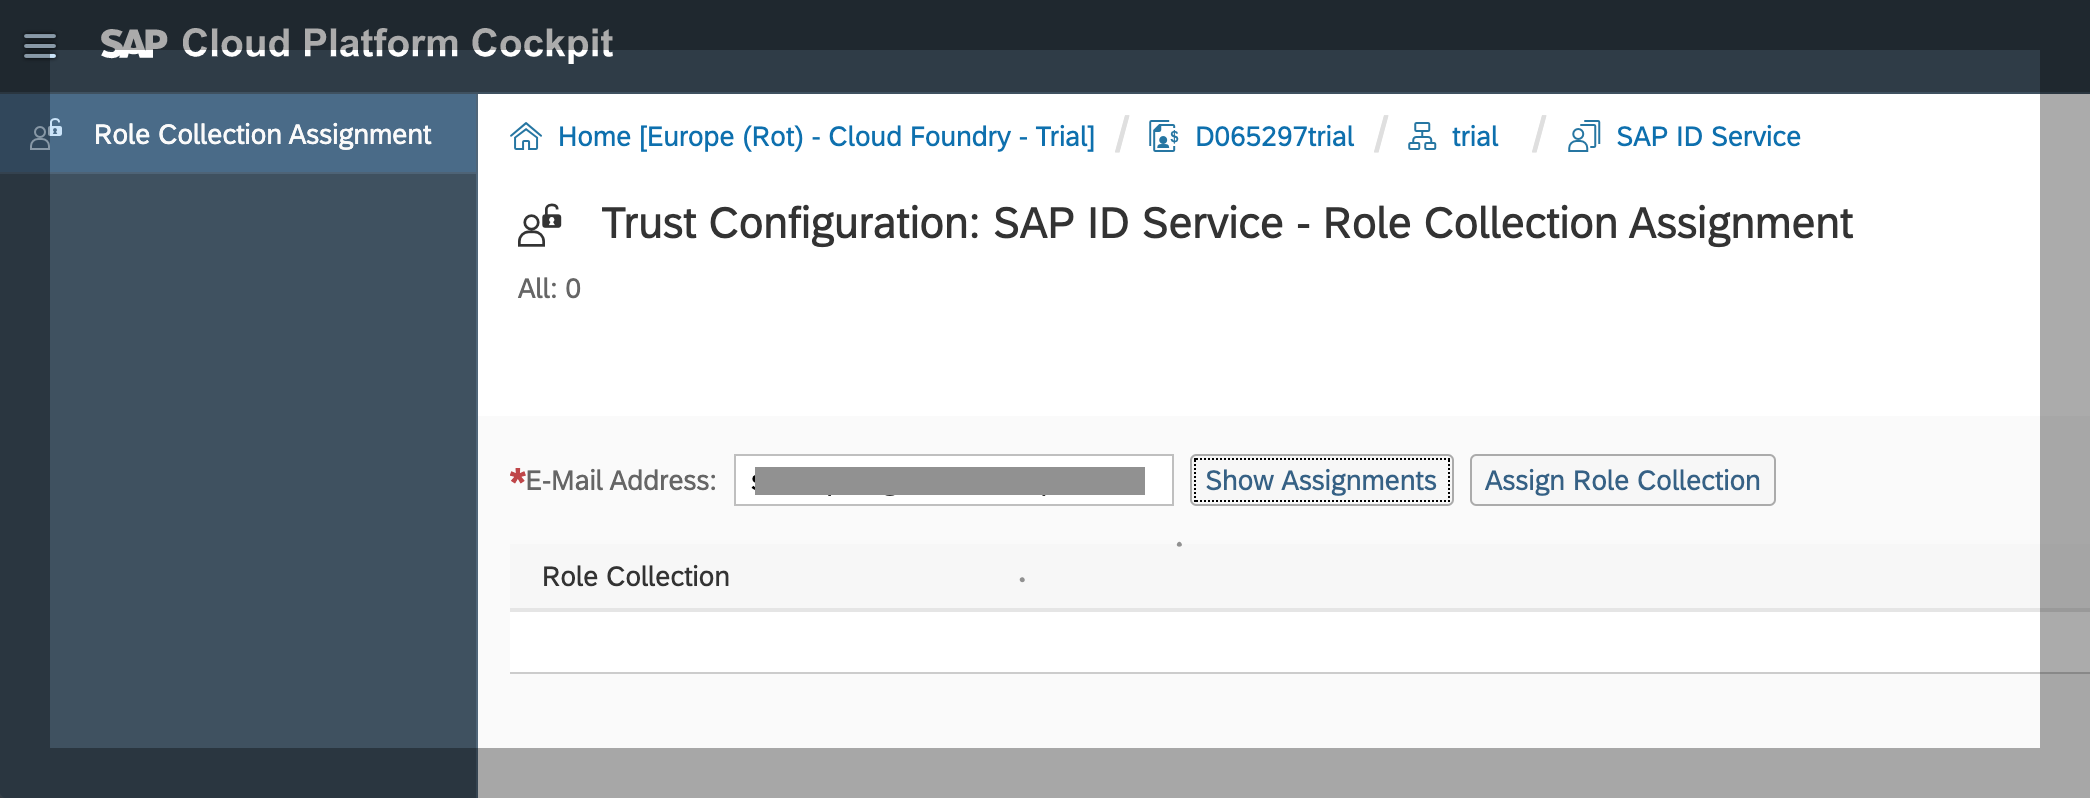 SAP Cloud Platform Cockpit
Role Collection Assignment
Home [Europe (Rot) - Cloud Foundry - Trial] / D065297trial / trial / SAP ID Service
Trust Configuration: SAP ID Service - Role Collection Assignment
All: 0
*E-Mail Address: Show Assignments Assign Role Collection
Role Collection